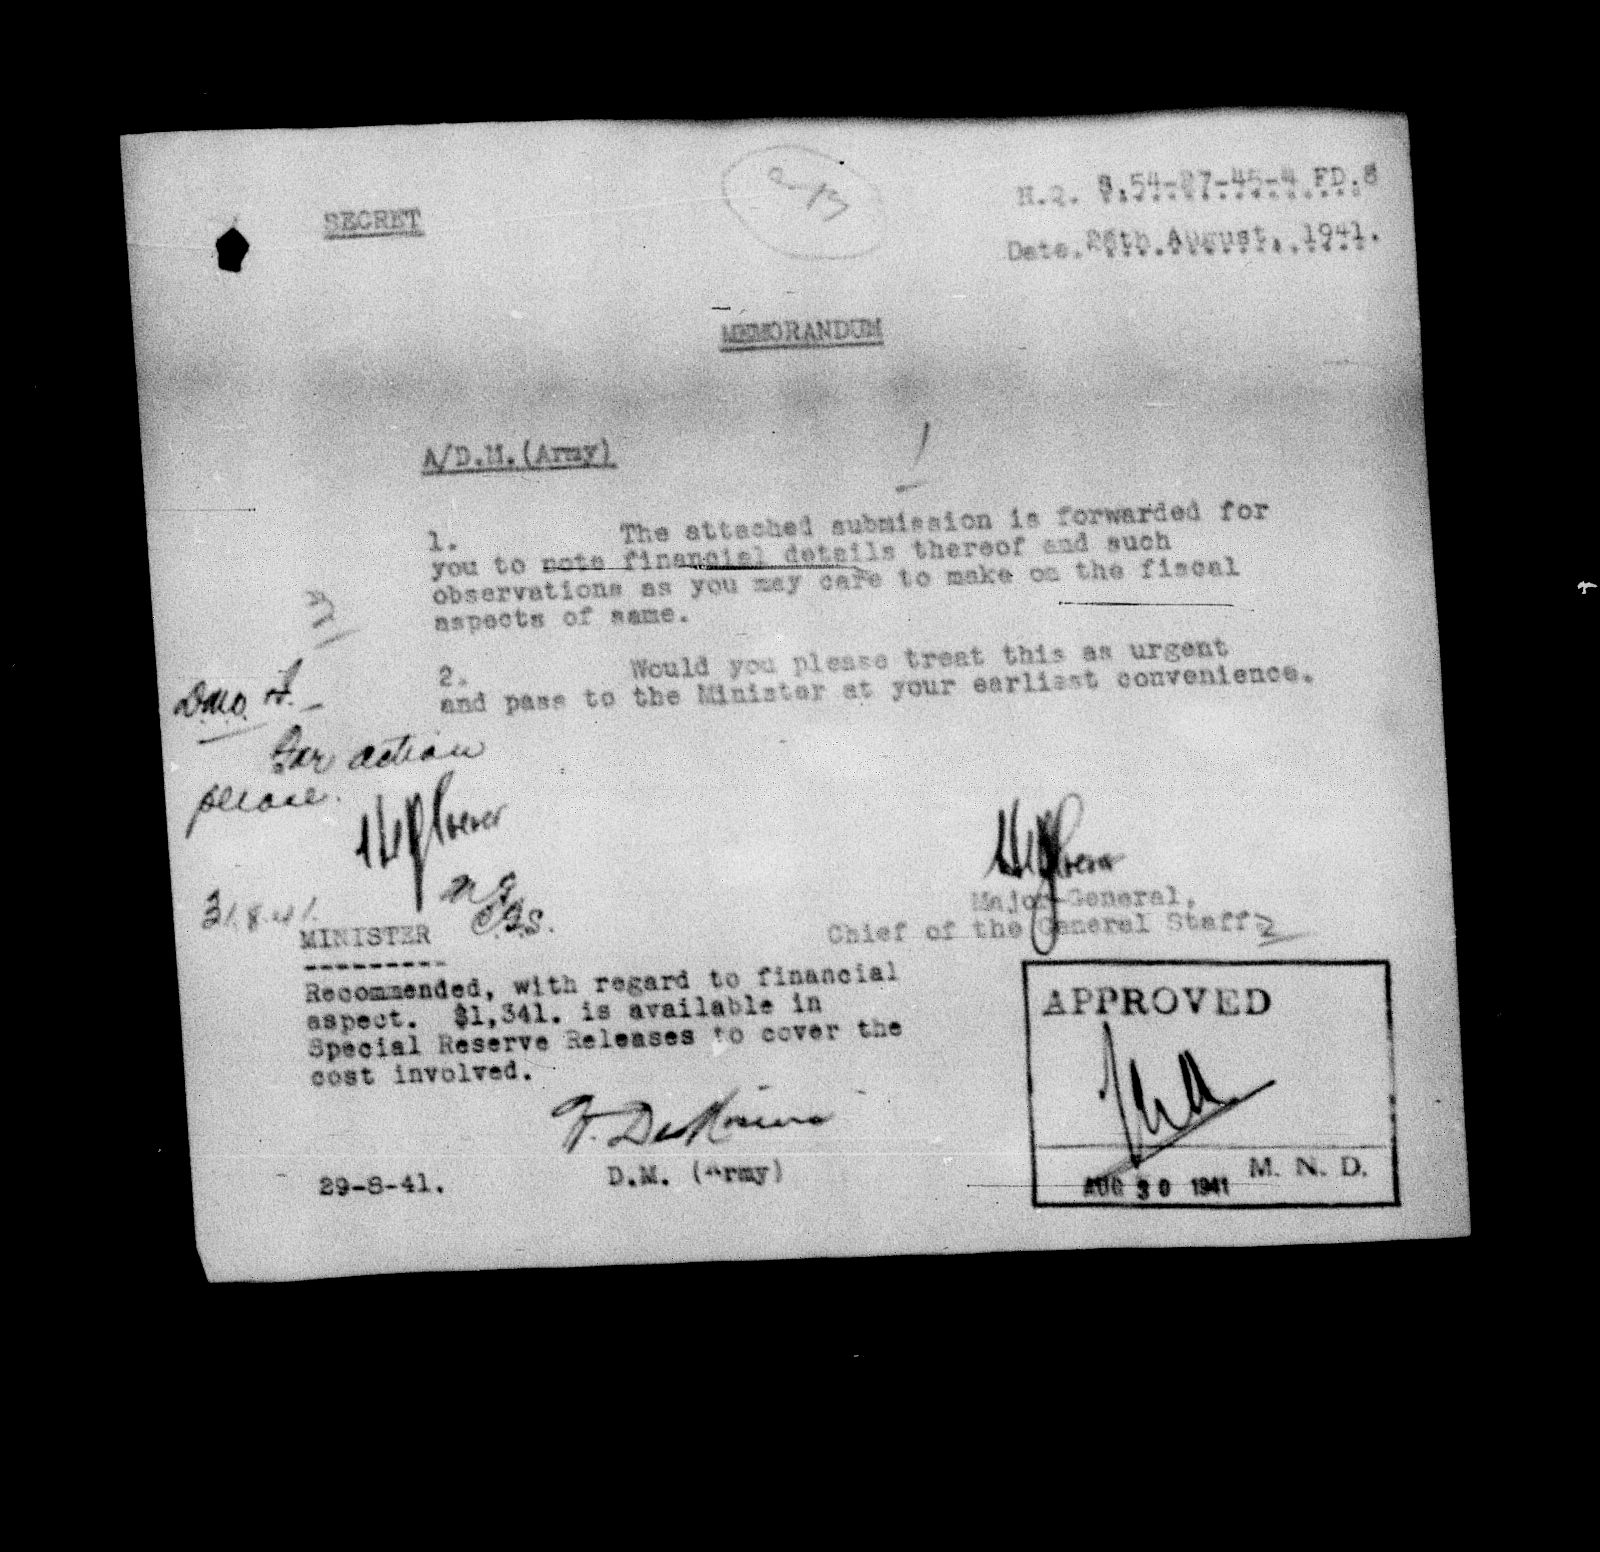 SECRET
H.Q. S.54-27-45-4 FD.8
Date. 26th August, 1941.
MEMORANDUM
A/D.M.(Army)
1. The attached submission is forwarded for
you to note financial details thereof and such
observations as you may care to make on the fiscal
aspects of same.
2. Would you please treat this as urgent
and pass to the Minister at your earliest convenience.
DMO &
For action
please.
31.8.41.
C.G.S.
Major-General,
Chief of the General Staff
MINISTER
Recommended, with regard to financial
aspect. $1,341. is available in
Special Reserve Releases to cover the
cost involved.
D.M. (Army)
29-8-41.
APPROVED
M. N. D.
AUG 30 1941